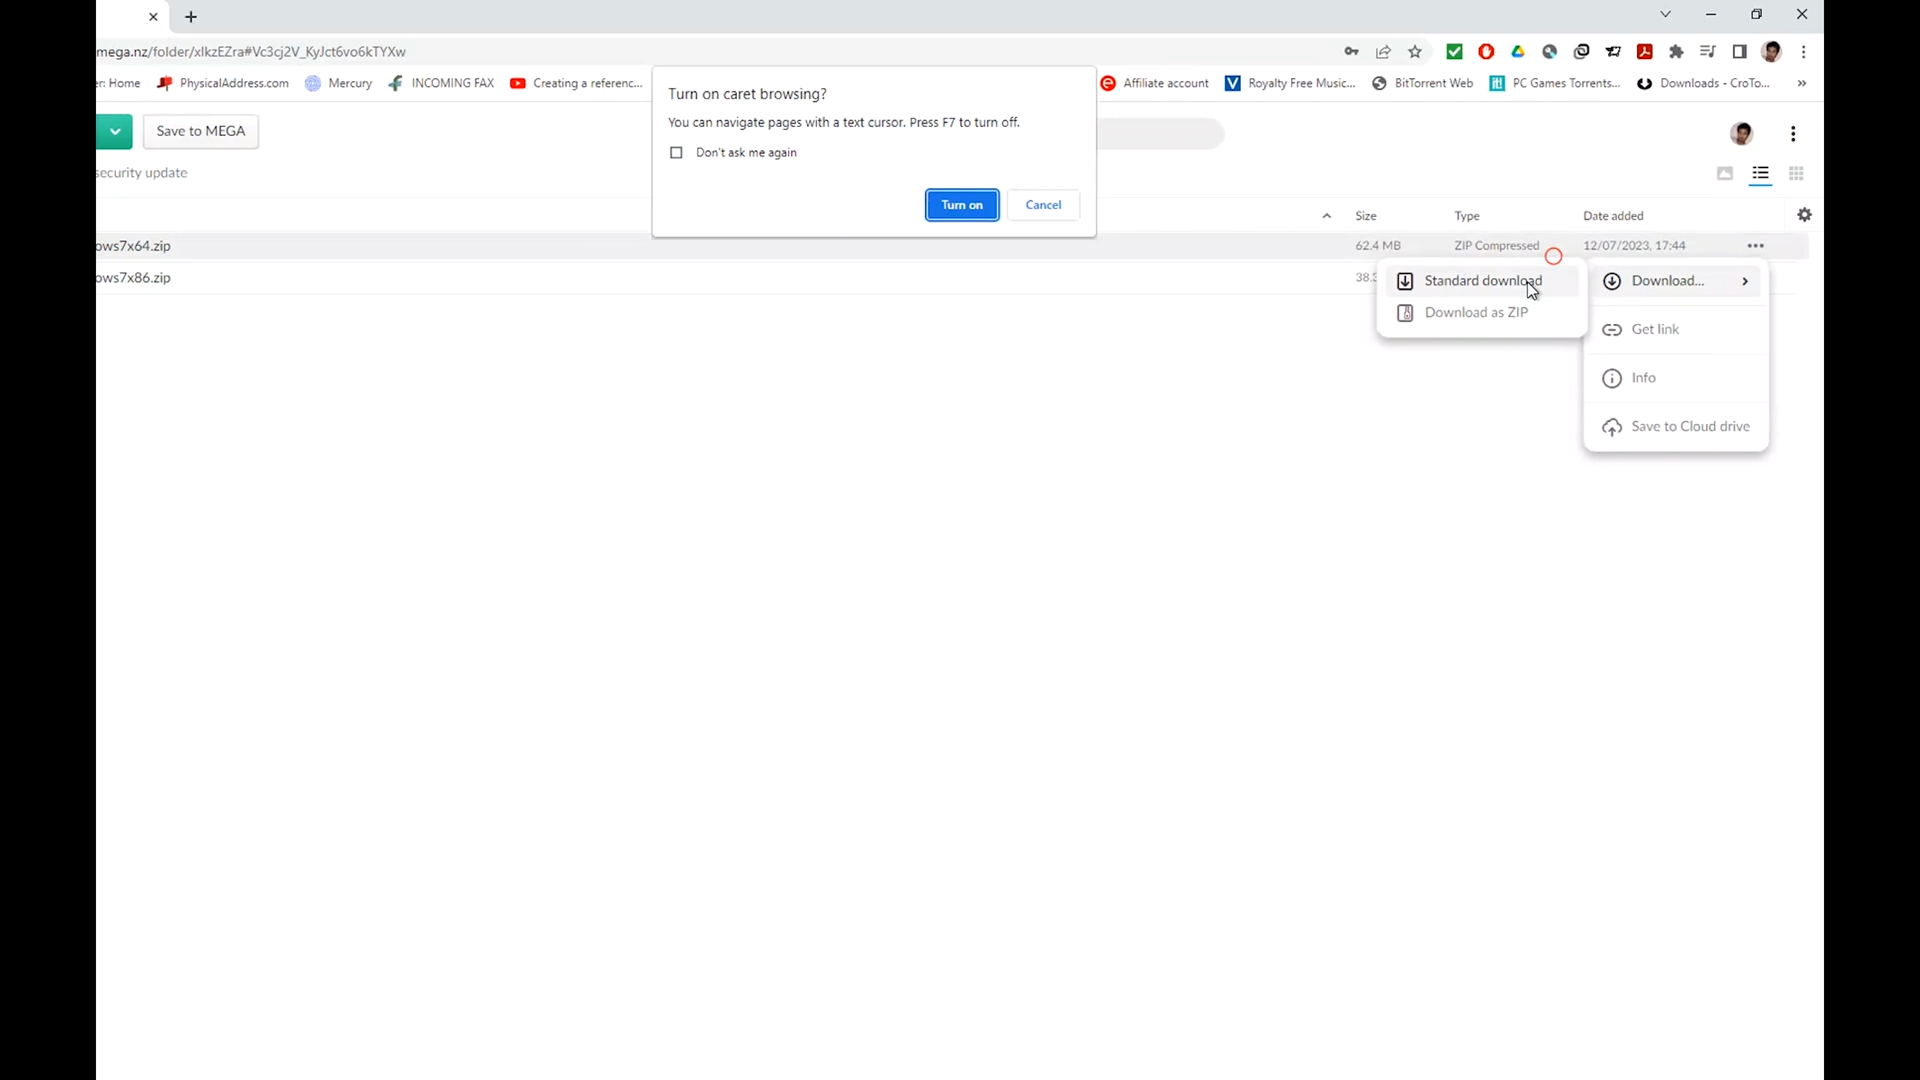 mega.nz/folder/xlkzEZra#Vc3cj2V_KyJct6vo6kTYXw
er: Home PhysicalAddress.com Mercury INCOMING FAX Creating a referenc... Affiliate account Royalty Free Music... BitTorrent Web PC Games Torrents... Downloads - CroTo... »
Turn on caret browsing?
You can navigate pages with a text cursor. Press F7 to turn off.
Don't ask me again
Turn on Cancel
Save to MEGA
security update
Size Type Date added
ows7x64.zip 62.4 MB ZIP Compressed 12/07/2023, 17:44
ows7x86.zip 38.3
Standard download
Download as ZIP
Download...
Get link
Info
Save to Cloud drive